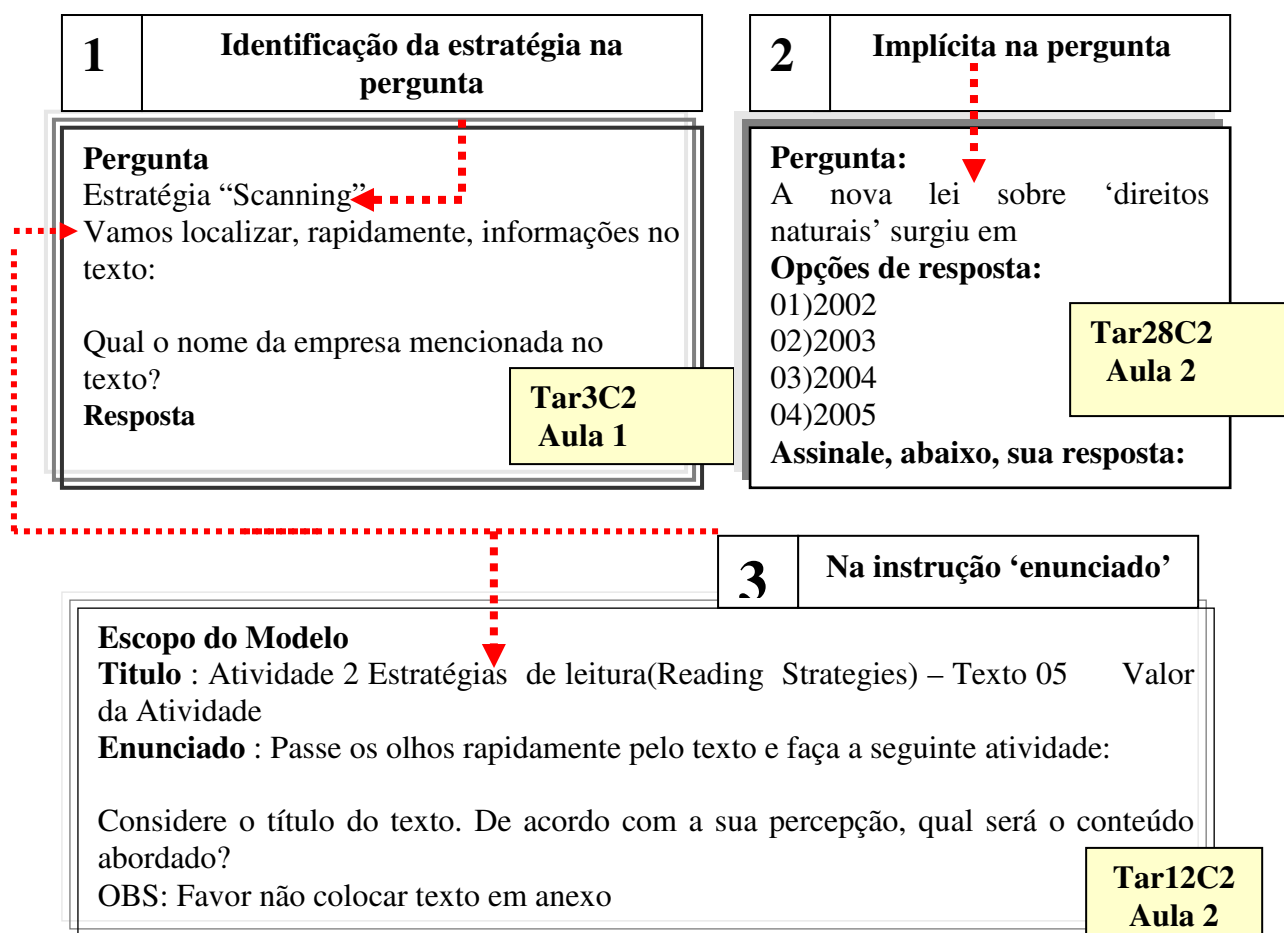 1
Identificação da estratégia na
pergunta
Pergunta
Estratégia “Scanning”
Vamos localizar, rapidamente, informações no
texto:
Qual o nome da empresa mencionada no
texto?
Resposta
Tar3C2
Aula 1
2
Implícita na pergunta
Pergunta:
A nova lei sobre ‘direitos
naturais’ surgiu em
Opções de resposta:
01)2002
02)2003
03)2004
04)2005
Assinale, abaixo, sua resposta:
Tar28C2
Aula 2
3
Na instrução ‘enunciado’
Escopo do Modelo
Titulo : Atividade 2 Estratégias de leitura(Reading Strategies) – Texto 05 Valor
da Atividade
Enunciado : Passe os olhos rapidamente pelo texto e faça a seguinte atividade:
Considere o título do texto. De acordo com a sua percepção, qual será o conteúdo
abordado?
OBS: Favor não colocar texto em anexo
Tar12C2
Aula 2